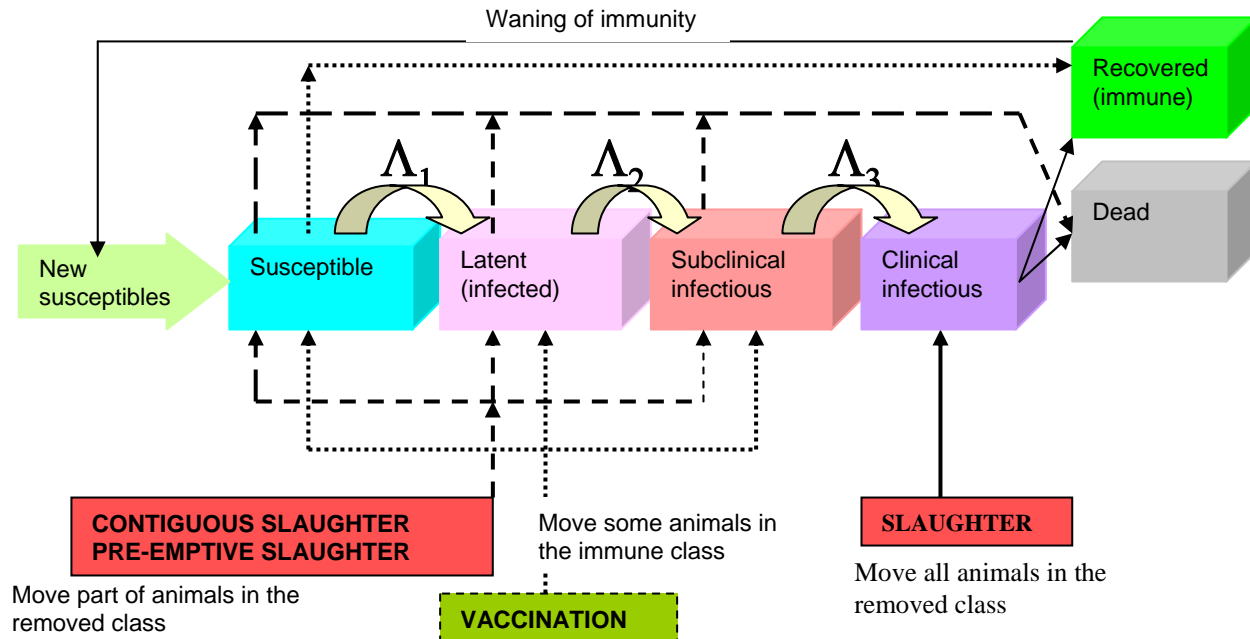 Waning of immunity
Recovered
(immune)
Λ1
Λ2
Λ3
Dead
New
susceptibles
Susceptible
Latent
(infected)
Subclinical
infectious
Clinical
infectious
CONTIGUOUS SLAUGHTER
PRE-EMPTIVE SLAUGHTER
Move some animals in
the immune class
SLAUGHTER
Move part of animals in the
removed class
VACCINATION
Move all animals in the
removed class